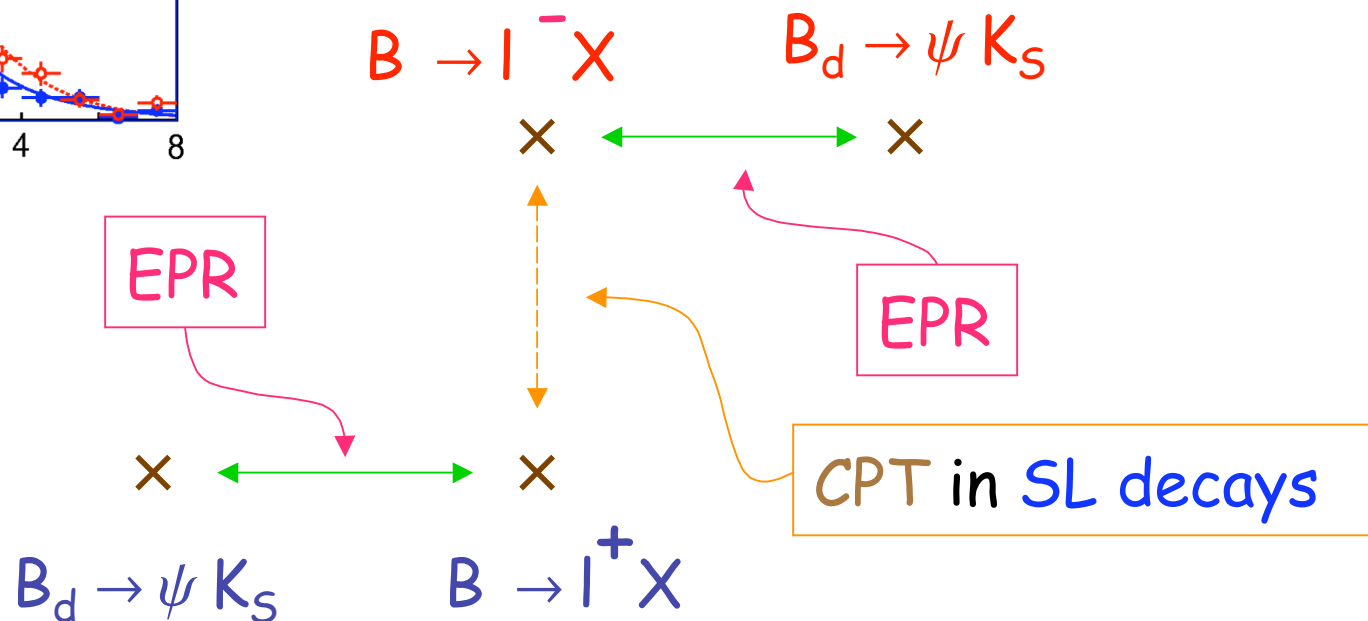 B → l⁻ X
B_d → ψ K_S
4 8
EPR
EPR
CPT in SL decays
B_d → ψ K_S
B → l⁺ X